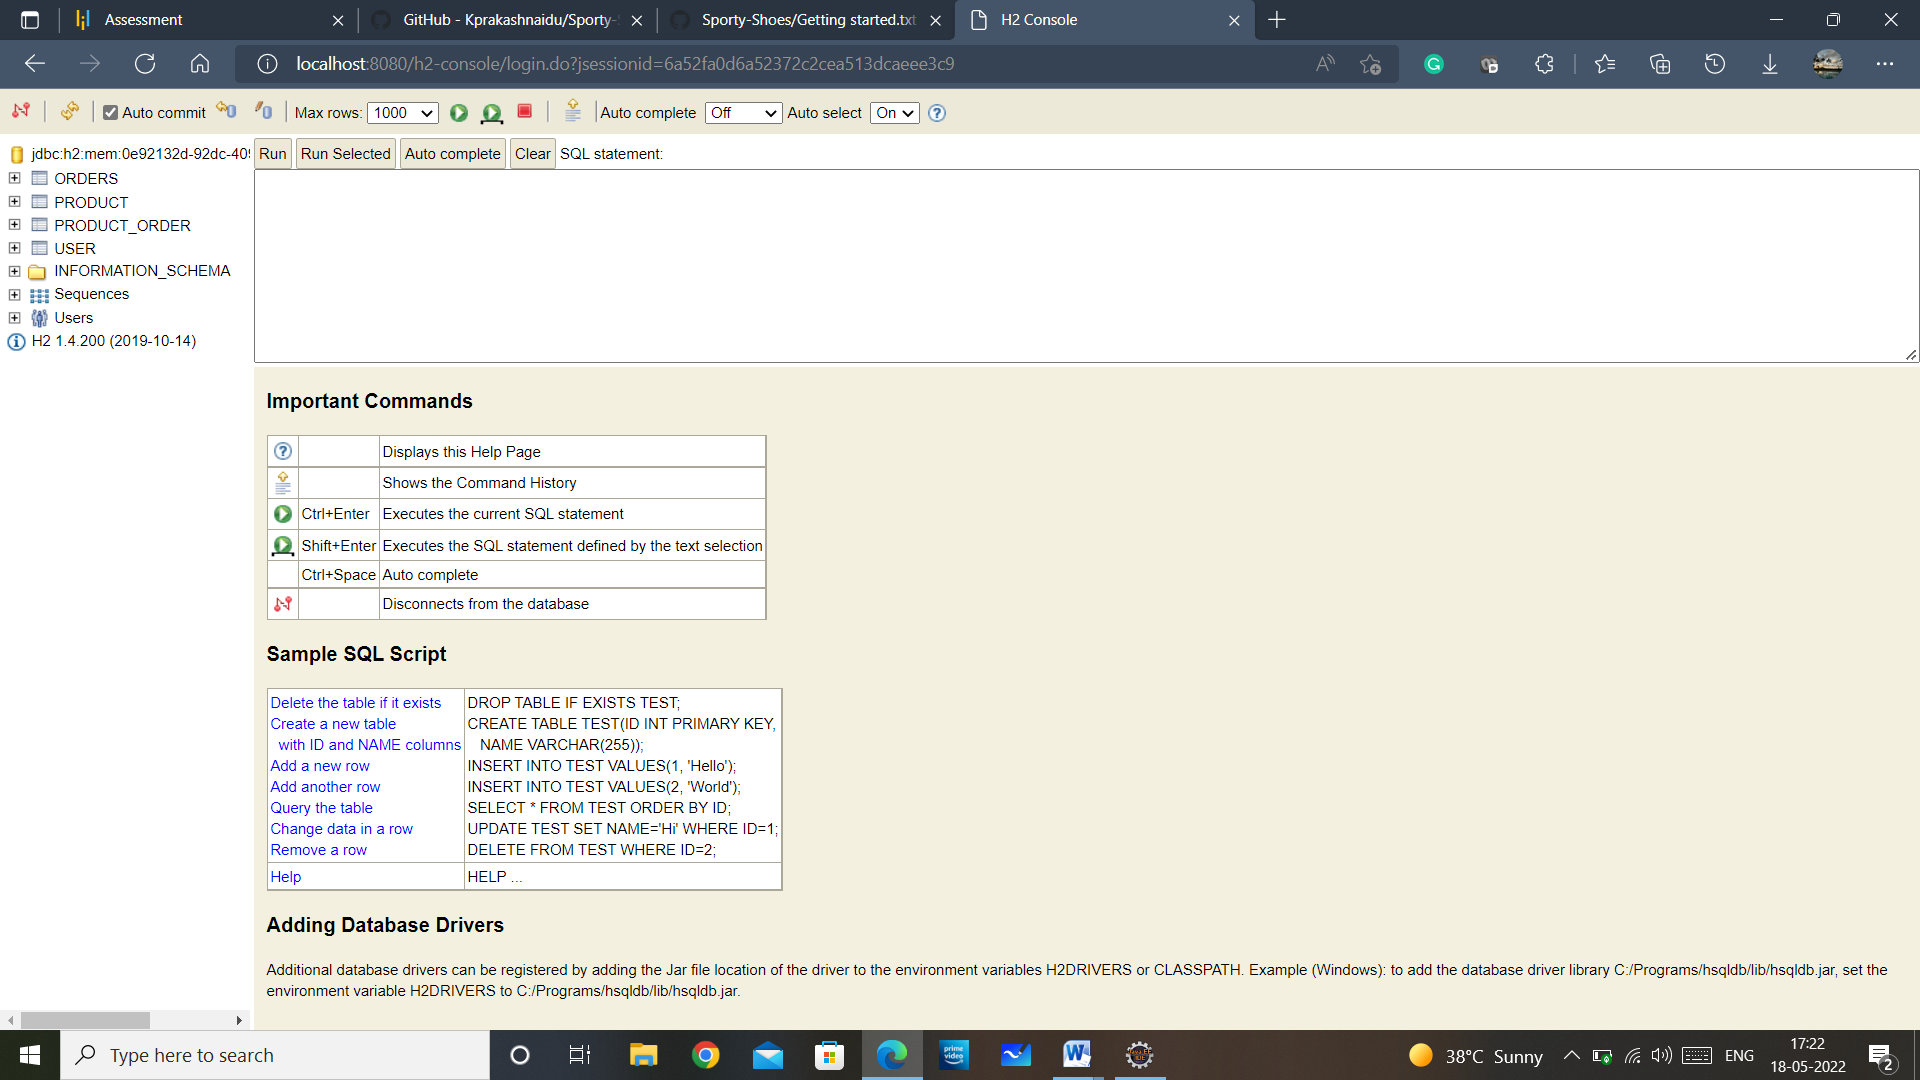 Assessment
GitHub - Kprakashnaidu/Sporty-
Sporty-Shoes/Getting started.txt
H2 Console
localhost:8080/h2-console/login.do?jsessionid=6a52fa0d6a52372c2cea513dcaeee3c9
Auto commit
Max rows: 1000
Auto complete Off
Auto select On
jdbc:h2:mem:0e92132d-92dc-409
Run Run Selected Auto complete Clear SQL statement:
ORDERS
PRODUCT
PRODUCT_ORDER
USER
INFORMATION_SCHEMA
Sequences
Users
H2 1.4.200 (2019-10-14)
Important Commands
Displays this Help Page
Shows the Command History
Ctrl+Enter Executes the current SQL statement
Shift+Enter Executes the SQL statement defined by the text selection
Ctrl+Space Auto complete
Disconnects from the database
Sample SQL Script
Delete the table if it exists DROP TABLE IF EXISTS TEST;
Create a new table CREATE TABLE TEST(ID INT PRIMARY KEY,
with ID and NAME columns NAME VARCHAR(255));
Add a new row INSERT INTO TEST VALUES(1, 'Hello');
Add another row INSERT INTO TEST VALUES(2, 'World');
Query the table SELECT * FROM TEST ORDER BY ID;
Change data in a row UPDATE TEST SET NAME='Hi' WHERE ID=1;
Remove a row DELETE FROM TEST WHERE ID=2;
Help HELP ...
Adding Database Drivers
Additional database drivers can be registered by adding the Jar file location of the driver to the environment variables H2DRIVERS or CLASSPATH. Example (Windows): to add the database driver library C:/Programs/hsqldb/lib/hsqldb.jar, set the
environment variable H2DRIVERS to C:/Programs/hsqldb/lib/hsqldb.jar.
Type here to search
prime
video
38°C Sunny
ENG
17:22
18-05-2022
2